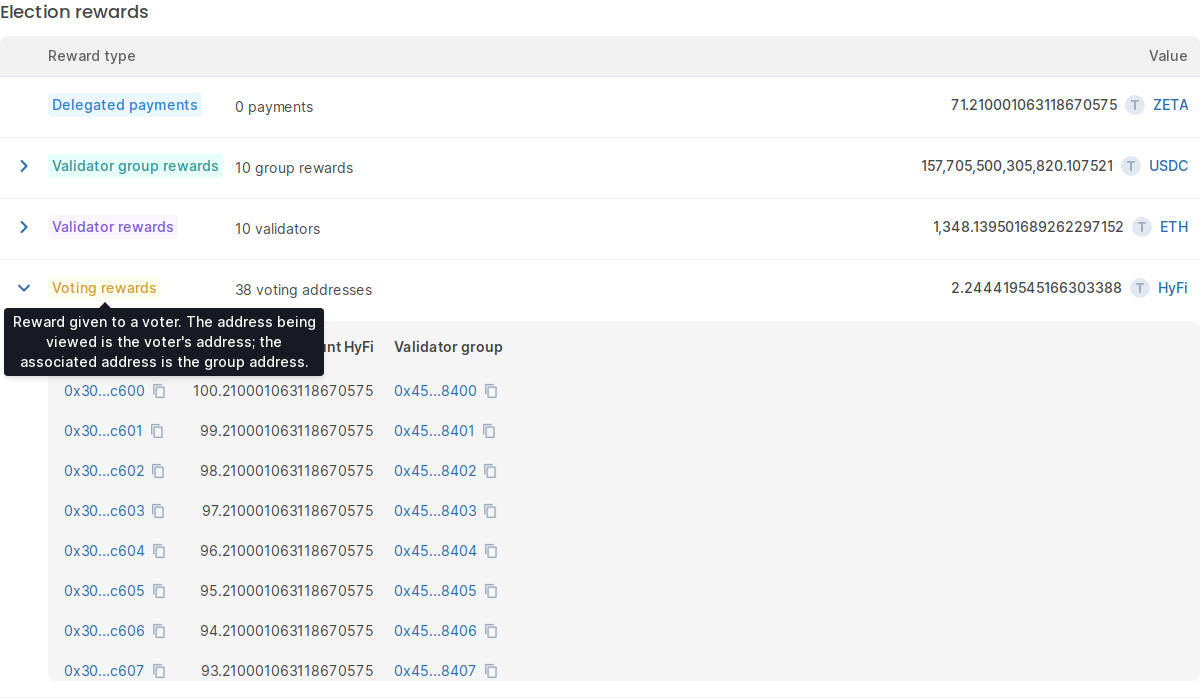 Election rewards
Reward type Value
Delegated payments 0 payments 71.210001063118670575 T ZETA
Validator group rewards 10 group rewards 157,705,500,305,820.107521 T USDC
Validator rewards 10 validators 1,348.139501689262297152 T ETH
Voting rewards 38 voting addresses 2.244419545166303388 T HyFi
Reward given to a voter. The address being
viewed is the voter's address; the
associated address is the group address.
HyFi Validator group
0x30...c600 100.210001063118670575 0x45...8400
0x30...c601 99.210001063118670575 0x45...8401
0x30...c602 98.210001063118670575 0x45...8402
0x30...c603 97.210001063118670575 0x45...8403
0x30...c604 96.210001063118670575 0x45...8404
0x30...c605 95.210001063118670575 0x45...8405
0x30...c606 94.210001063118670575 0x45...8406
0x30...c607 93.210001063118670575 0x45...8407